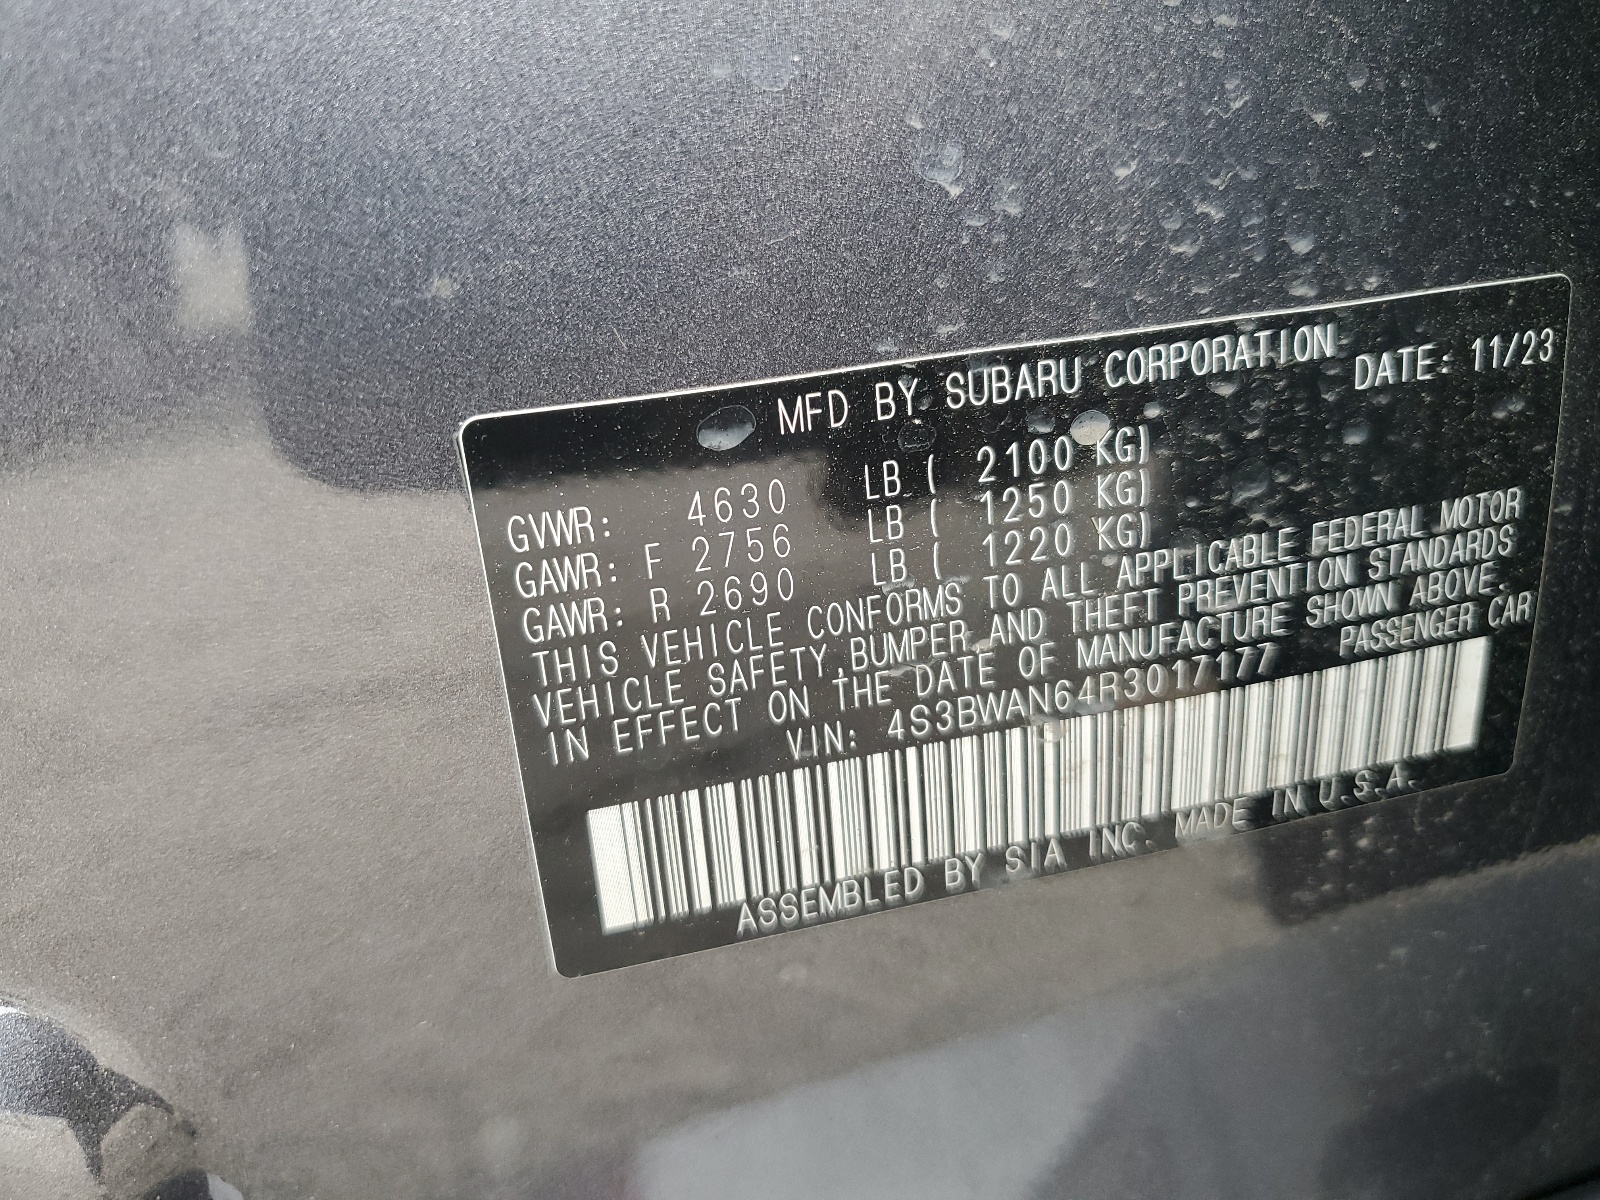 MFD BY SUBARU CORPORATION
DATE: 11/23
GVWR: 4630 LB ( 2100 KG)
GAWR: F 2756 LB ( 1250 KG)
GAWR: R 2690 LB ( 1220 KG)
THIS VEHICLE CONFORMS TO ALL APPLICABLE FEDERAL MOTOR
VEHICLE SAFETY,BUMPER,AND THEFT PREVENTION STANDARDS
IN EFFECT ON THE DATE OF MANUFACTURE SHOWN ABOVE.
VIN: 4S3BWAN64R3017177 PASSENGER CAR
ASSEMBLED BY SIA INC. MADE IN U.S.A.